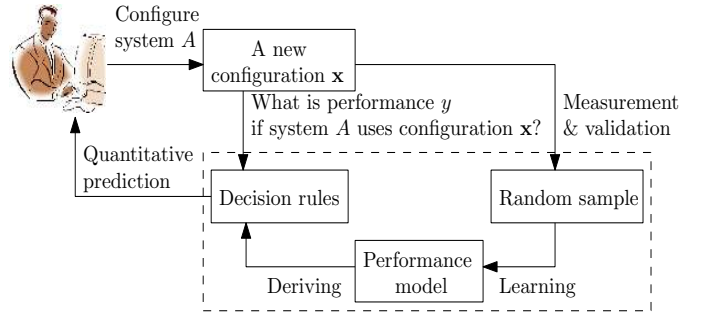 Configure
system A
A new
configuration x
What is performance y
if system A uses configuration x?
Measurement
& validation
Quantitative
prediction
Decision rules
Random sample
Performance
model
Deriving
Learning